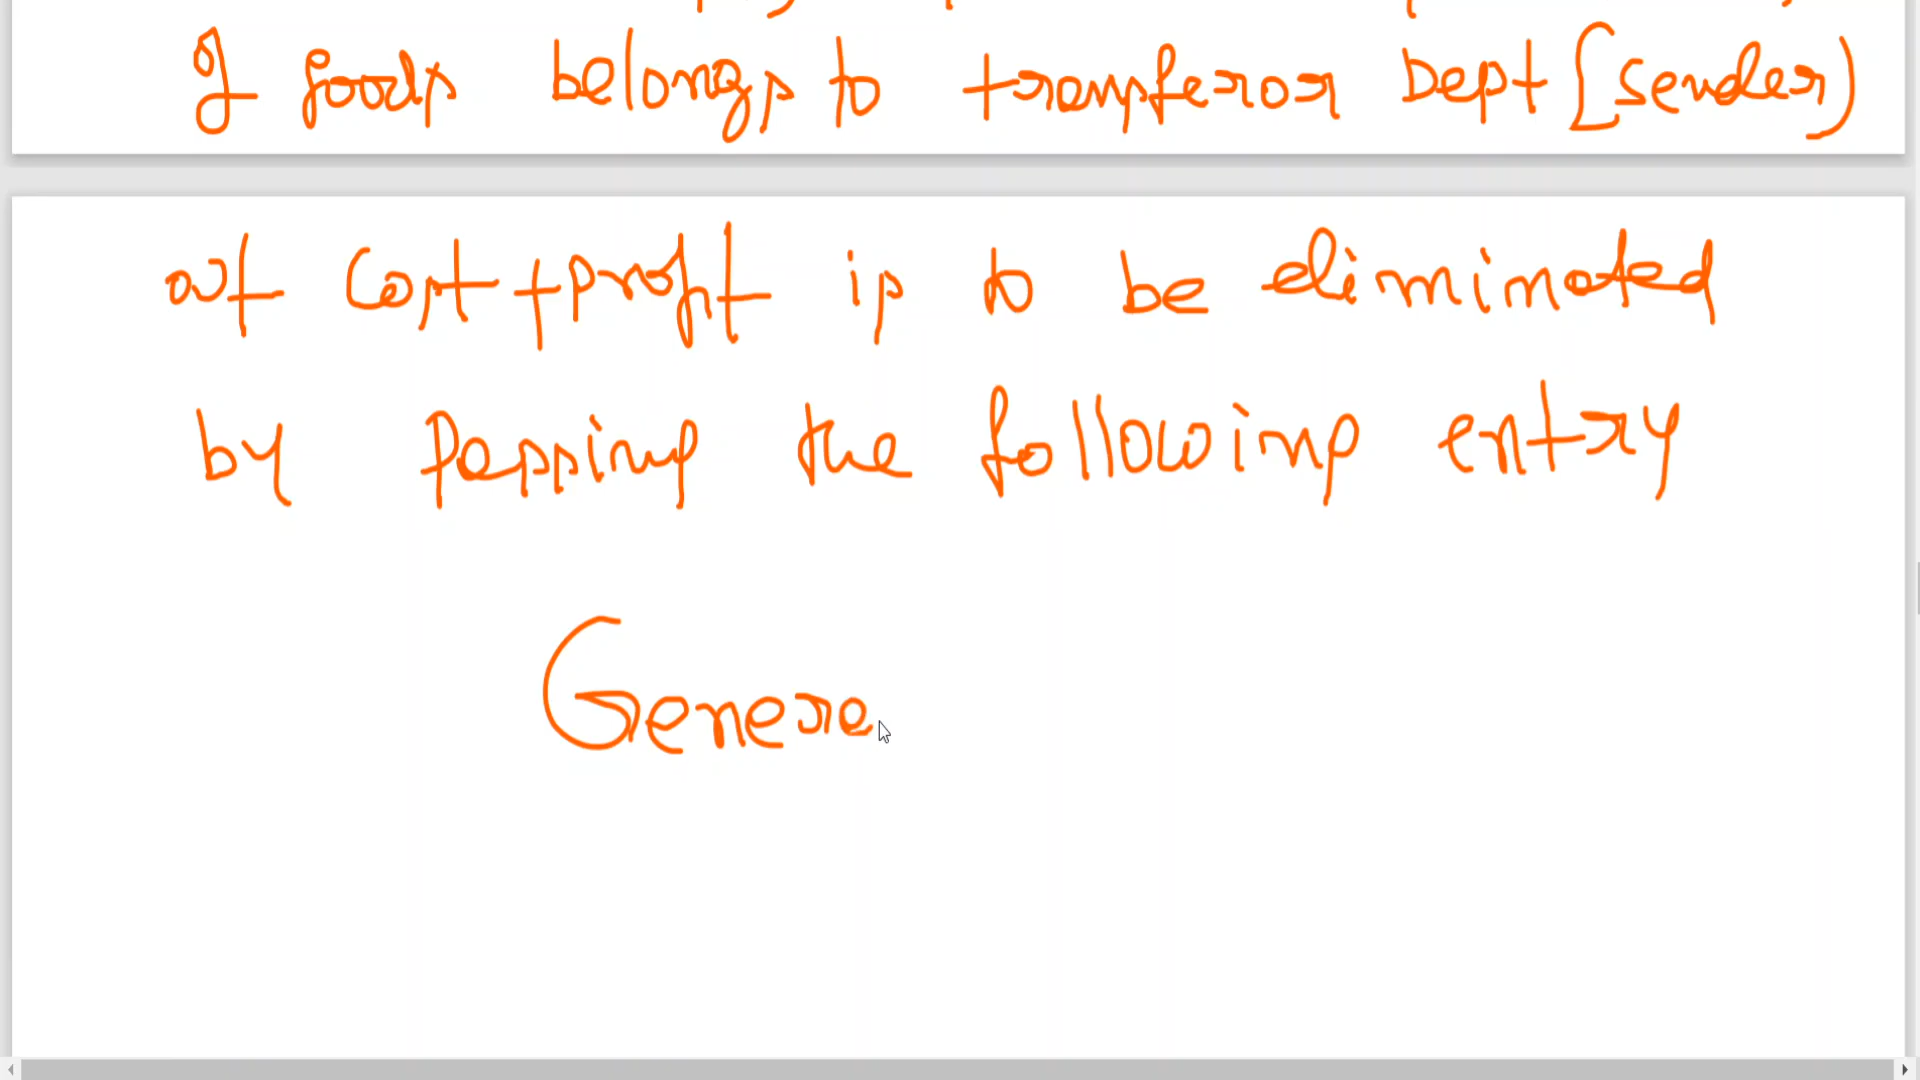 of goods belongs to transferor Dept [sender)
at Cost + profit is to be eliminated
by passing the following entry
Genera